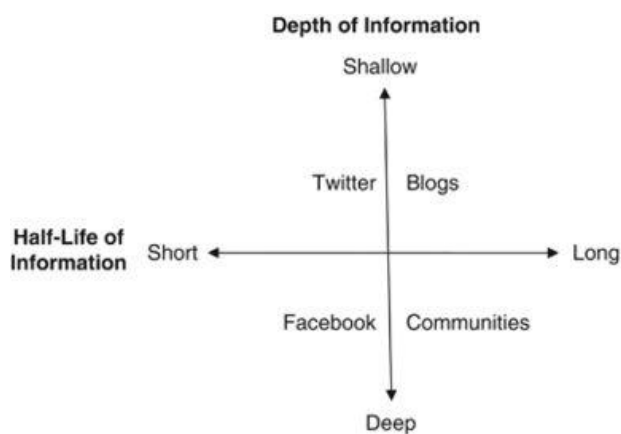 Depth of Information
Shallow
Twitter
Blogs
Half-Life of
Information
Short
Long
Facebook
Communities
Deep